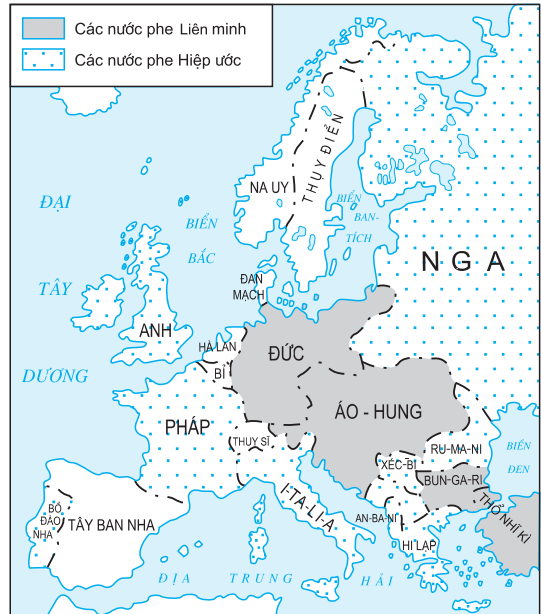 Các nước phe Liên minh
Các nước phe Hiệp ước
THỤY ĐIỂN
NA UY
BIỂN
BAN-
TÍCH
ĐẠI
BIỂN
BẮC
TÂY
NGA
ĐAN
MẠCH
ANH
HÀ LAN
BỈ
ĐỨC
DƯƠNG
PHÁP
ÁO - HUNG
THUỴ SĨ
RU-MA-NI
BIỂN
ĐEN
XÉC-BI
BUN-GA-RI
THỔ NHĨ KÌ
I-TA-LI-A
AN-BA-NI
HI LẠP
BỒ
ĐÀO
NHA
TÂY BAN NHA
ĐỊA TRUNG HẢI